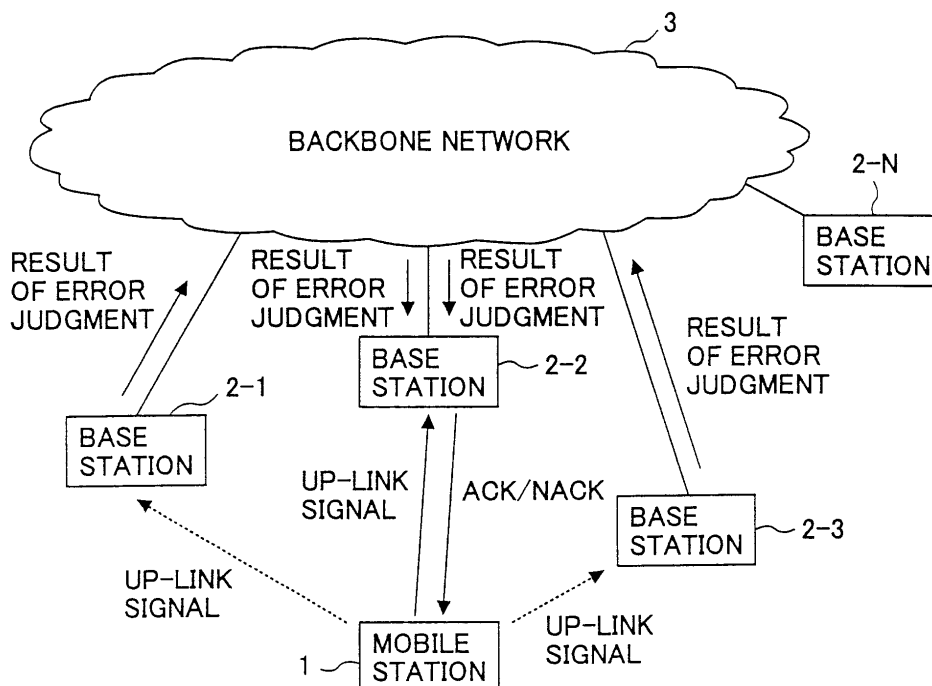 3
BACKBONE NETWORK
2-N
BASE
STATION
RESULT
OF ERROR
JUDGMENT
RESULT
OF ERROR
JUDGMENT
RESULT
OF ERROR
JUDGMENT
RESULT
OF ERROR
JUDGMENT
BASE
STATION
2-2
2-1
BASE
STATION
UP-LINK
SIGNAL
ACK/NACK
BASE
STATION
2-3
UP-LINK
SIGNAL
UP-LINK
SIGNAL
MOBILE
STATION
1